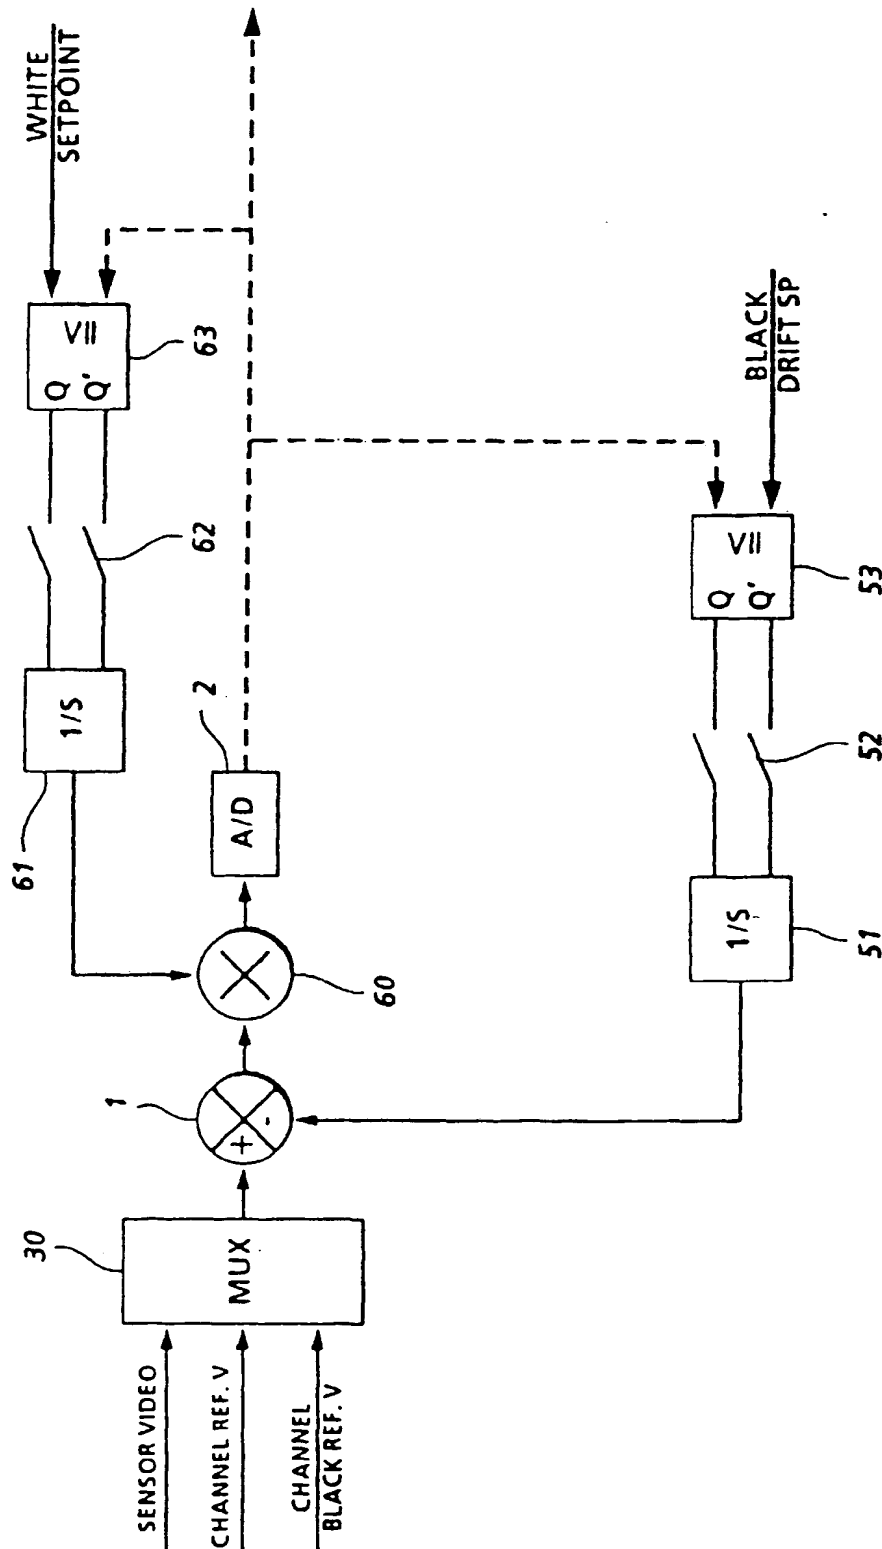 SENSOR VIDEO
CHANNEL REF. V
CHANNEL
BLACK REF. V
30
MUX
1
+
-
60
61
1/S
2
A/D
62
Q
Q'
≤
63
WHITE
SETPOINT
51
1/S
52
Q
Q'
≤
53
BLACK
DRIFT SP